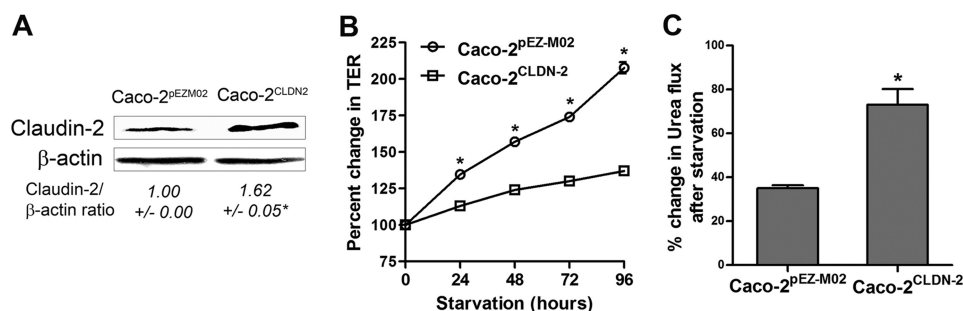 A
Caco-2pEZM02 Caco-2CLDN2
Claudin-2
β-actin
Claudin-2/ 1.00 1.62
β-actin ratio +/- 0.00 +/- 0.05*
B
Percent change in TER
225
200
175
150
125
100
75
0 24 48 72 96
Starvation (hours)
Caco-2pEZ-M02
Caco-2CLDN-2
* * * *
C
% change in Urea flux
after starvation
80
60
40
20
0
*
Caco-2pEZ-M02 Caco-2CLDN-2